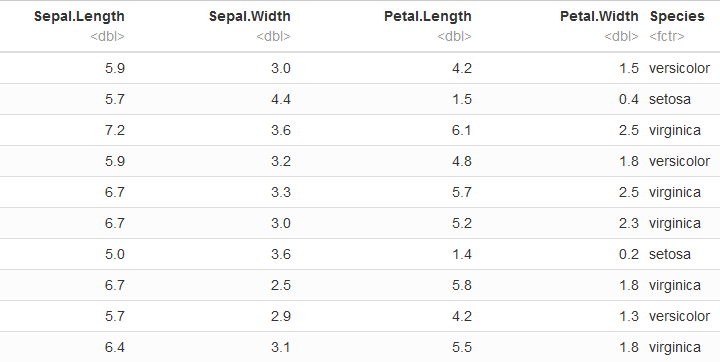 Sepal.Length Sepal.Width Petal.Length Petal.Width Species
<dbl> <dbl> <dbl> <dbl> <fctr>
5.9 3.0 4.2 1.5 versicolor
5.7 4.4 1.5 0.4 setosa
7.2 3.6 6.1 2.5 virginica
5.9 3.2 4.8 1.8 versicolor
6.7 3.3 5.7 2.5 virginica
6.7 3.0 5.2 2.3 virginica
5.0 3.6 1.4 0.2 setosa
6.7 2.5 5.8 1.8 virginica
5.7 2.9 4.2 1.3 versicolor
6.4 3.1 5.5 1.8 virginica